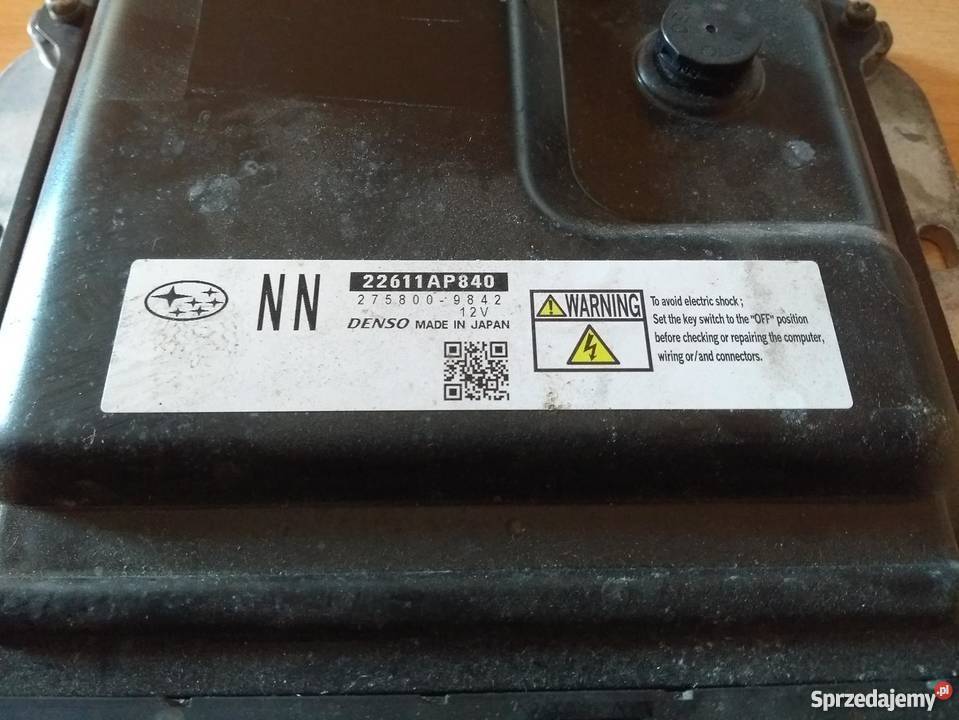 NN
22611AP840
275800-9842
12V
DENSO MADE IN JAPAN
WARNING
To avoid electric shock ;
Set the key switch to the "OFF" position
before checking or repairing the computer,
wiring or/and connectors.
Sprzedajemy.pl